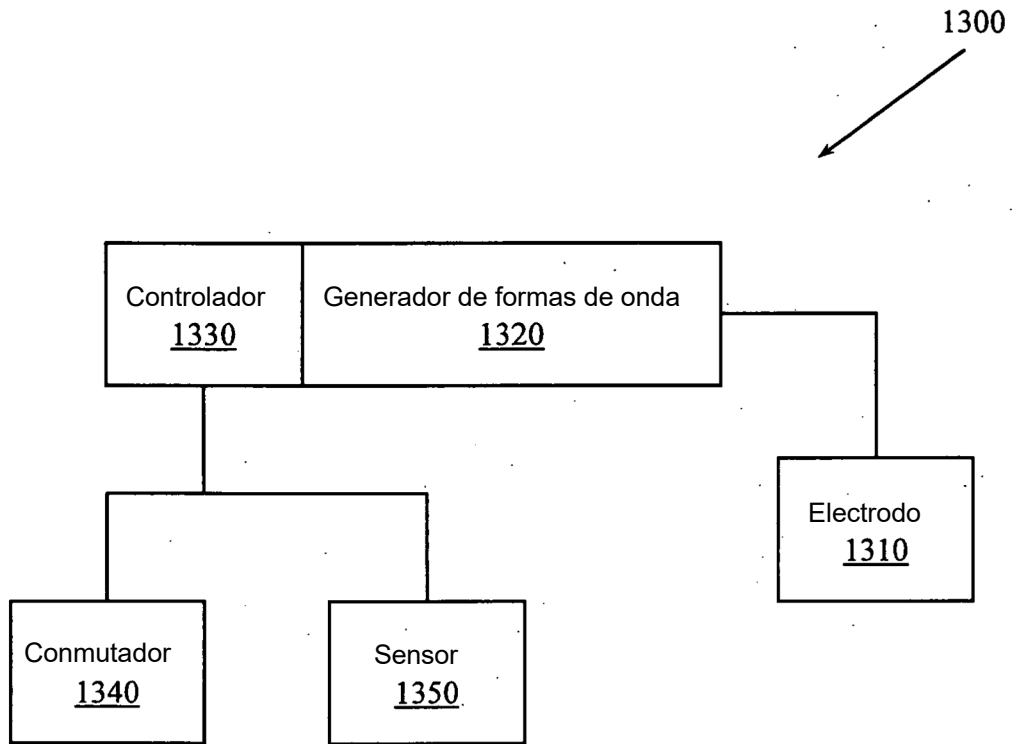 1300
Controlador
1330
Generador de formas de onda
1320
Electrodo
1310
Conmutador
1340
Sensor
1350